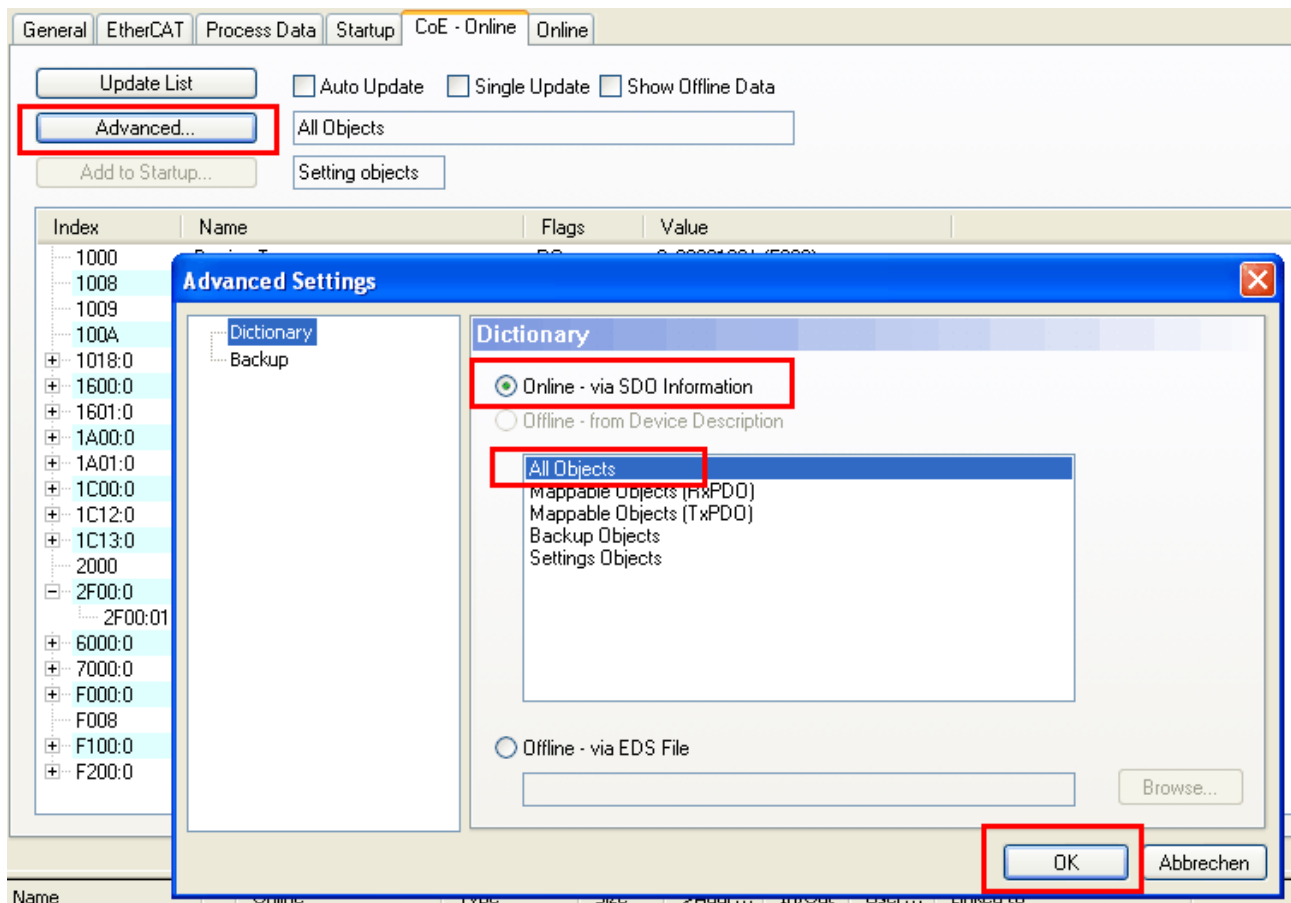 General EtherCAT Process Data Startup CoE - Online Online
Update List Auto Update Single Update Show Offline Data
Advanced... All Objects
Add to Startup... Setting objects
Index Name Flags Value
1000
1008
1009
100A
1018:0
1600:0
1601:0
1A00:0
1A01:0
1C00:0
1C12:0
1C13:0
2000
2F00:0
2F00:01
6000:0
7000:0
F000:0
F008
F100:0
F200:0
Advanced Settings
Dictionary
Backup
Dictionary
Online - via SDO Information
Offline - from Device Description
All Objects
Mappable Objects (RxPDO)
Mappable Objects (TxPDO)
Backup Objects
Settings Objects
Offline - via EDS File
Browse...
OK Abbrechen
Name Online Type Size